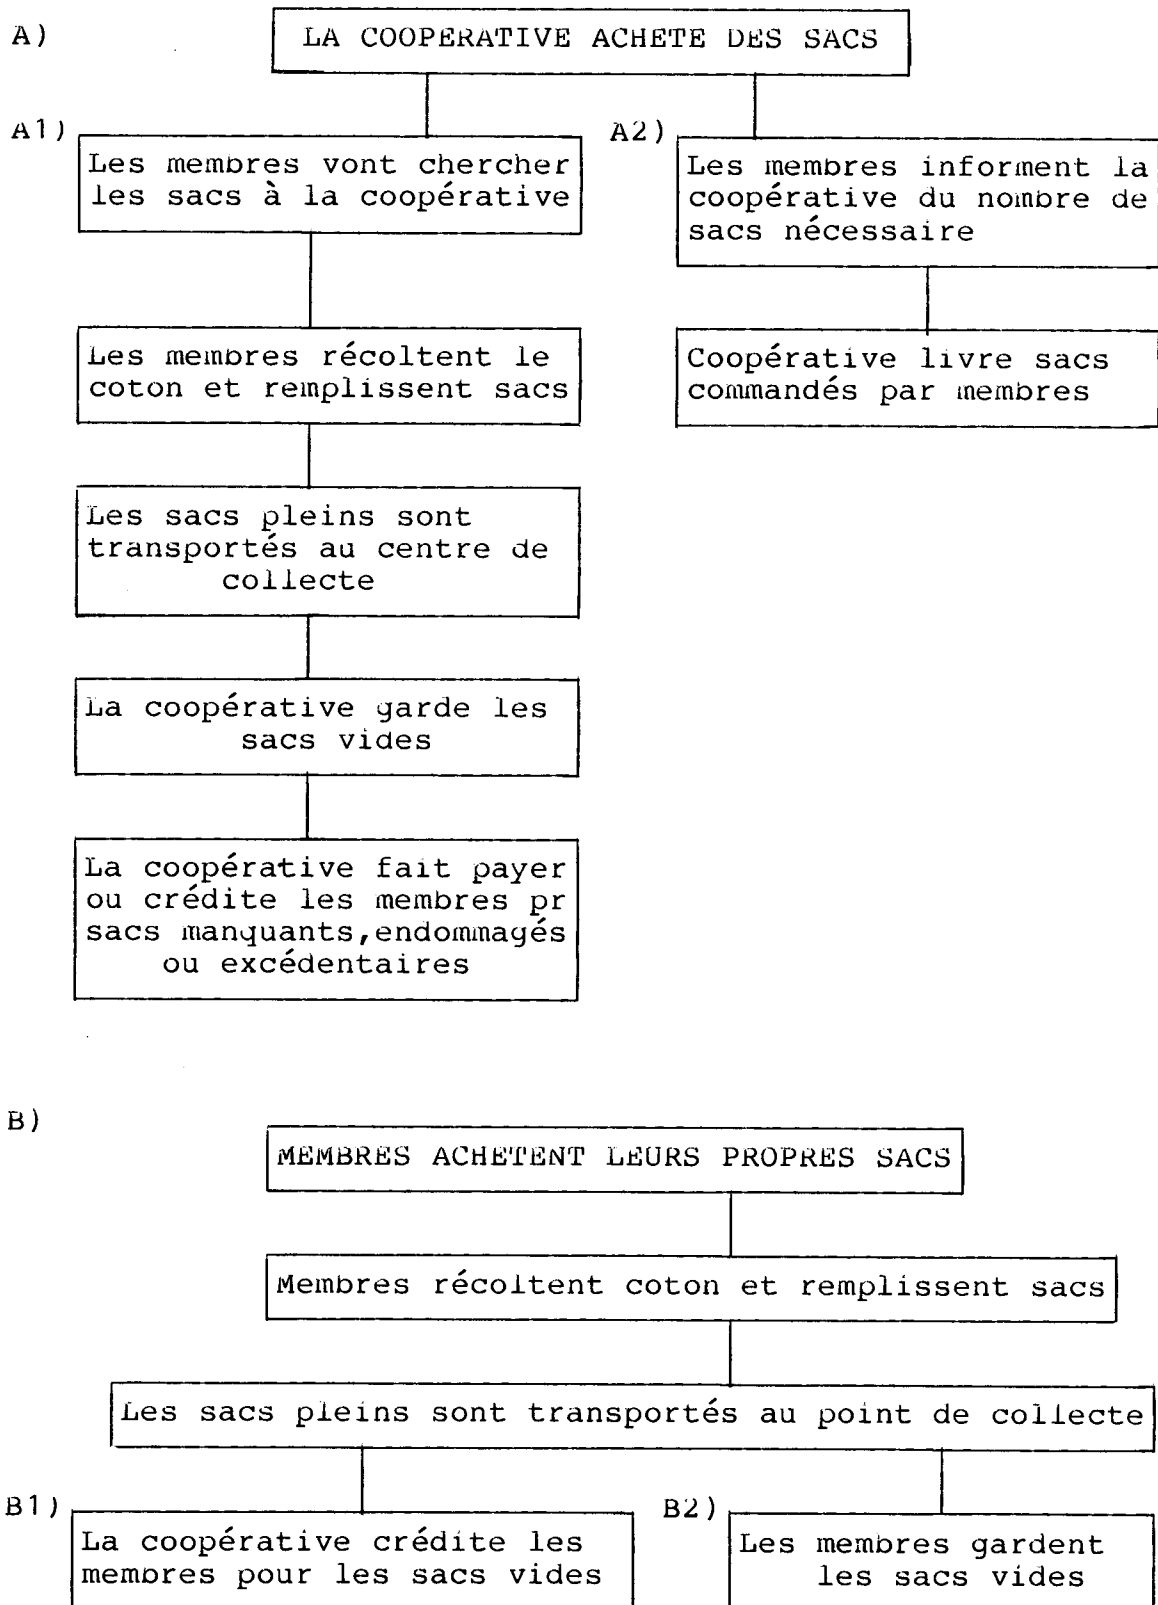 A)
LA COOPERATIVE ACHETE DES SACS
A1)
Les membres vont chercher
les sacs à la coopérative
Les membres récoltent le
coton et remplissent sacs
Les sacs pleins sont
transportés au centre de
collecte
La coopérative garde les
sacs vides
La coopérative fait payer
ou crédite les membres pr
sacs manquants,endommagés
ou excédentaires
A2)
Les membres informent la
coopérative du nombre de
sacs nécessaire
Coopérative livre sacs
commandés par membres
B)
MEMBRES ACHETENT LEURS PROPRES SACS
Membres récoltent coton et remplissent sacs
Les sacs pleins sont transportés au point de collecte
B1)
La coopérative crédite les
membres pour les sacs vides
B2)
Les membres gardent
les sacs vides